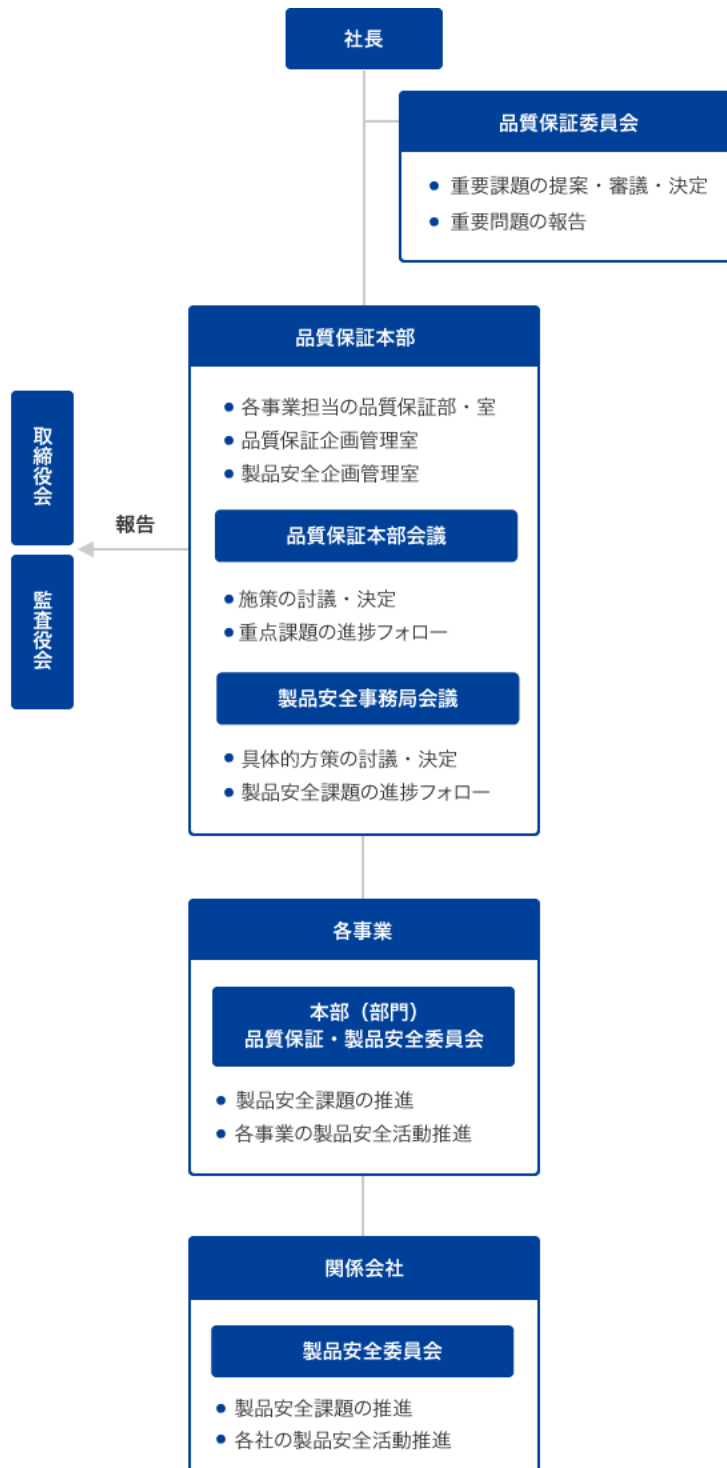 社長
品質保証委員会
● 重要課題の提案・審議・決定
● 重要問題の報告
品質保証本部
● 各事業担当の品質保証部・室
● 品質保証企画管理室
● 製品安全企画管理室
品質保証本部会議
● 施策の討議・決定
● 重点課題の進捗フォロー
製品安全事務局会議
● 具体的方策の討議・決定
● 製品安全課題の進捗フォロー
報告
取締役会
監査役会
各事業
本部（部門）
品質保証・製品安全委員会
● 製品安全課題の推進
● 各事業の製品安全活動推進
関係会社
製品安全委員会
● 製品安全課題の推進
● 各社の製品安全活動推進